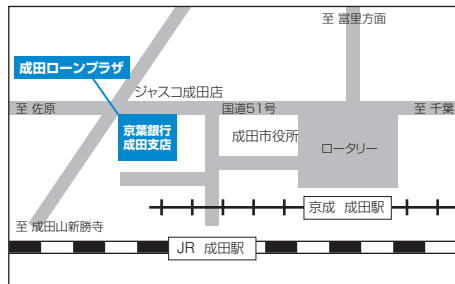 至 富里方面
成田ローンプラザ
ジャスコ成田店
至 佐原
国道51号
至 千葉
京葉銀行
成田支店
成田市役所
ロータリー
京成 成田駅
至 成田山新勝寺
JR 成田駅